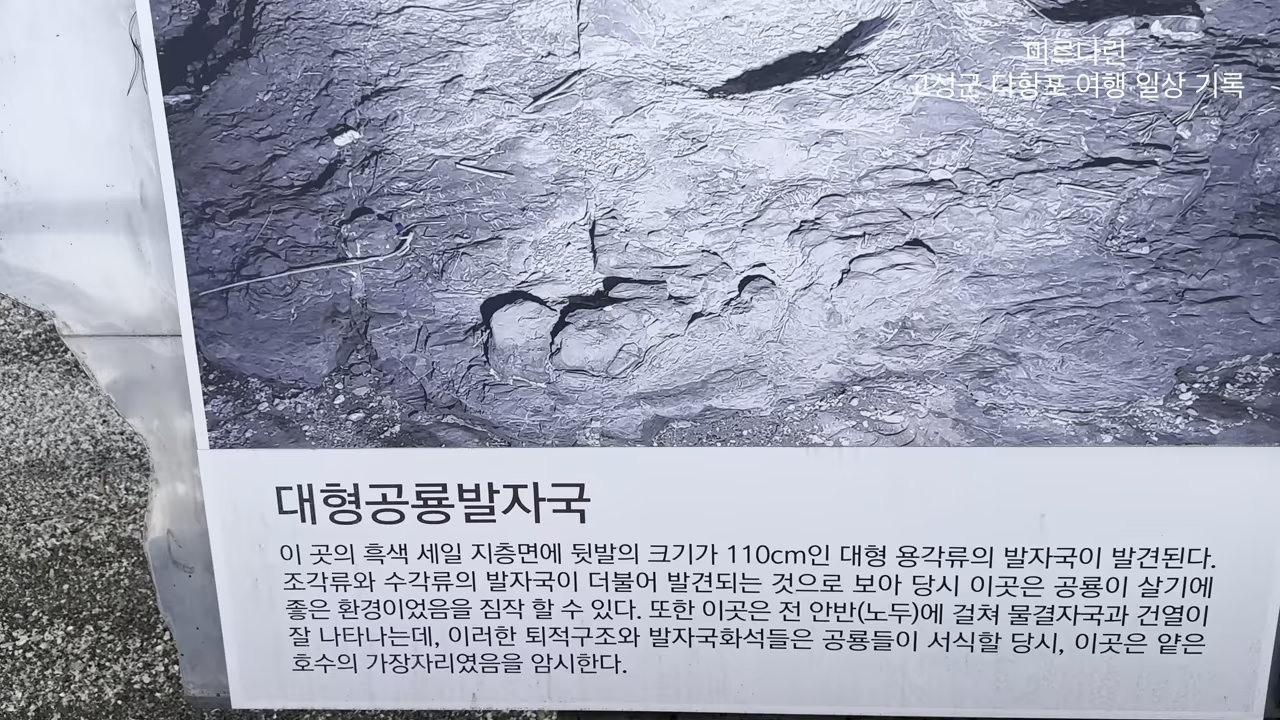 미르나린
고성군 다항포 여행 일상 기록
대형공룡발자국
이 곳의 흑색 세일 지층면에 뒷발의 크기가 110cm인 대형 용각류의 발자국이 발견된다.
조각류와 수각류의 발자국이 더불어 발견되는 것으로 보아 당시 이곳은 공룡이 살기에
좋은 환경이었음을 짐작 할 수 있다. 또한 이곳은 전 안반(노두)에 걸쳐 물결자국과 건열이
잘 나타나는데, 이러한 퇴적구조와 발자국화석들은 공룡들이 서식할 당시, 이곳은 얕은
호수의 가장자리였음을 암시한다.